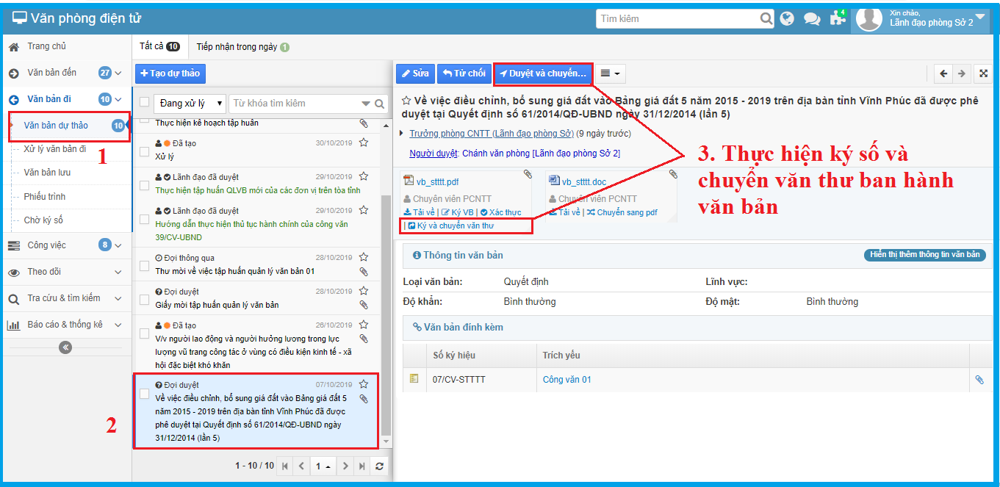 Văn phòng điện tử
Tìm kiếm
4
Xin chào,
Lãnh đạo phòng Sở 2
Trang chủ
Văn bản đến 27
Văn bản đi 10
Văn bản dự thảo 10
1
Xử lý văn bản đi
Văn bản lưu
Phiếu trình
Chờ ký số
Công việc 8
Theo dõi
Tra cứu & tìm kiếm
Báo cáo & thống kê
Tất cả 10 Tiếp nhận trong ngày 1
+ Tạo dự thảo
Đang xử lý Từ khóa tìm kiếm
Thực hiện kế hoạch tập huấn
Đã tạo 30/10/2019
Xử lý
Lãnh đạo đã duyệt 29/10/2019
Thực hiện tập huấn QLVB mới của các đơn vị trên tòa tỉnh
Lãnh đạo đã duyệt 29/10/2019
Hướng dẫn thực hiện thủ tục hành chính của công văn
39/CV-UBND
Đợi thông qua 28/10/2019
Thư mời về việc tập huấn quản lý văn bản 01
Đợi duyệt 28/10/2019
Giấy mời tập huấn quản lý văn bản
Đã tạo 26/10/2019
V/v người lao động và người hưởng lương trong lực
lượng vũ trang công tác ở vùng có điều kiện kinh tế - xã
hội đặc biệt khó khăn
Đợi duyệt 07/10/2019
Về việc điều chỉnh, bổ sung giá đất vào Bảng giá đất 5
năm 2015 - 2019 trên địa bàn tỉnh Vĩnh Phúc đã được
phê duyệt tại Quyết định số 61/2014/QĐ-UBND ngày
31/12/2014 (lần 5)
2
1 - 10 / 10 1
Sửa Từ chối Duyệt và chuyển...
Về việc điều chỉnh, bổ sung giá đất vào Bảng giá đất 5 năm 2015 - 2019 trên địa bàn tỉnh Vĩnh Phúc đã được phê
duyệt tại Quyết định số 61/2014/QĐ-UBND ngày 31/12/2014 (lần 5)
Trưởng phòng CNTT (Lãnh đạo phòng Sở) (9 ngày trước)
Người duyệt: Chánh văn phòng [Lãnh đạo phòng Sở 2]
3. Thực hiện ký số và
chuyển văn thư ban hành
văn bản
vb_stttt.pdf vb_stttt.doc
Chuyên viên PCNTT Chuyên viên PCNTT
Tải về | Ký VB | Xác thực Tải về | Chuyển sang pdf
| Ký và chuyển văn thư
Thông tin văn bản Hiển thị thêm thông tin văn bản
Loại văn bản: Quyết định Lĩnh vực:
Độ khẩn: Bình thường Độ mật: Bình thường
Văn bản đính kèm
Số ký hiệu Trích yếu
07/CV-STTTT Công văn 01